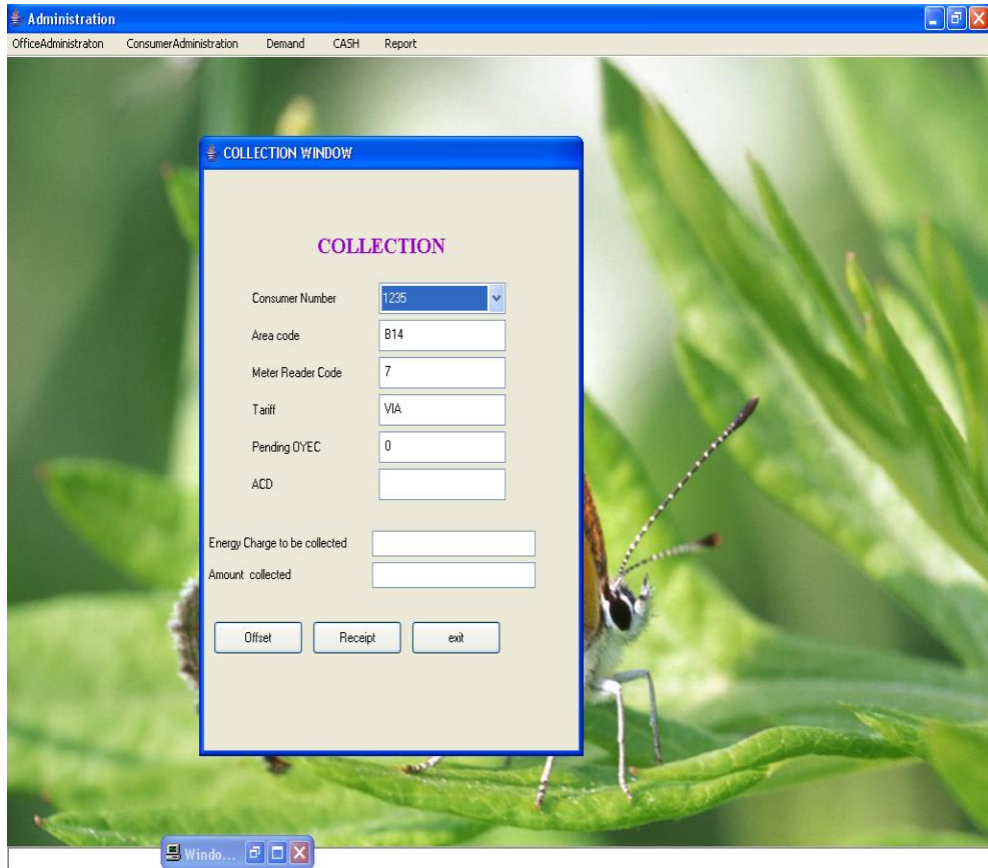 Administration
OfficeAdministraton ConsumerAdministration Demand CASH Report
COLLECTION WINDOW
COLLECTION
Consumer Number 1235
Area code B14
Meter Reader Code 7
Tariff VIA
Pending OYEC 0
ACD
Energy Charge to be collected
Amount collected
Offset Receipt exit
Windo...